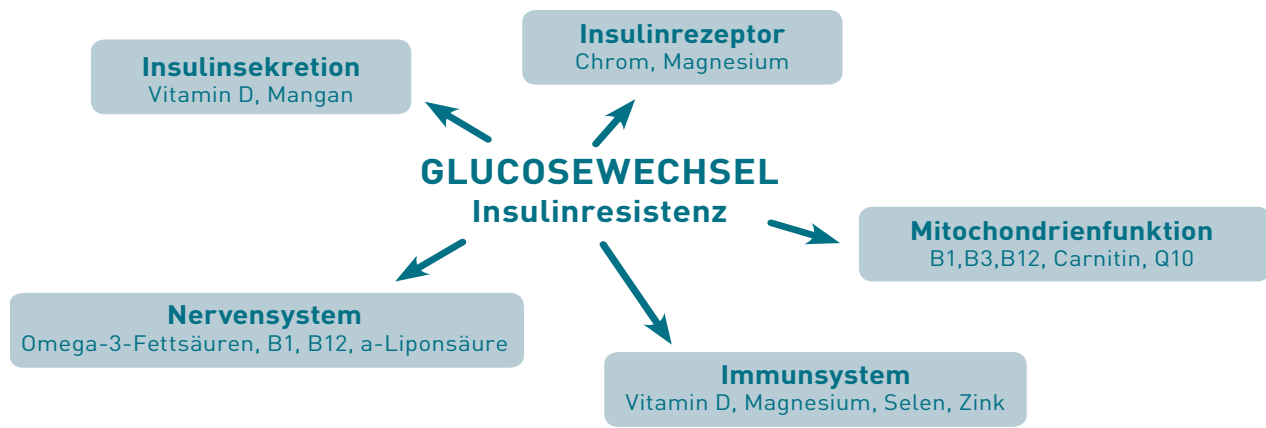 Insulinrezeptor
Chrom, Magnesium
Insulinsekretion
Vitamin D, Mangan
GLUCOSEWECHSEL
Insulinresistenz
Mitochondrienfunktion
B1,B3,B12, Carnitin, Q10
Nervensystem
Omega-3-Fettsäuren, B1, B12, a-Liponsäure
Immunsystem
Vitamin D, Magnesium, Selen, Zink